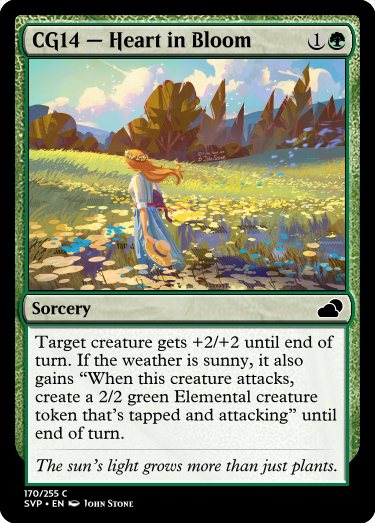 CG14 — Heart in Bloom 1
Sorcery
Target creature gets +2/+2 until end of
turn. If the weather is sunny, it also
gains “When this creature attacks,
create a 2/2 green Elemental creature
token that’s tapped and attacking” until
end of turn.
The sun’s light grows more than just plants.
170/255 C
SVP • EN John Stone